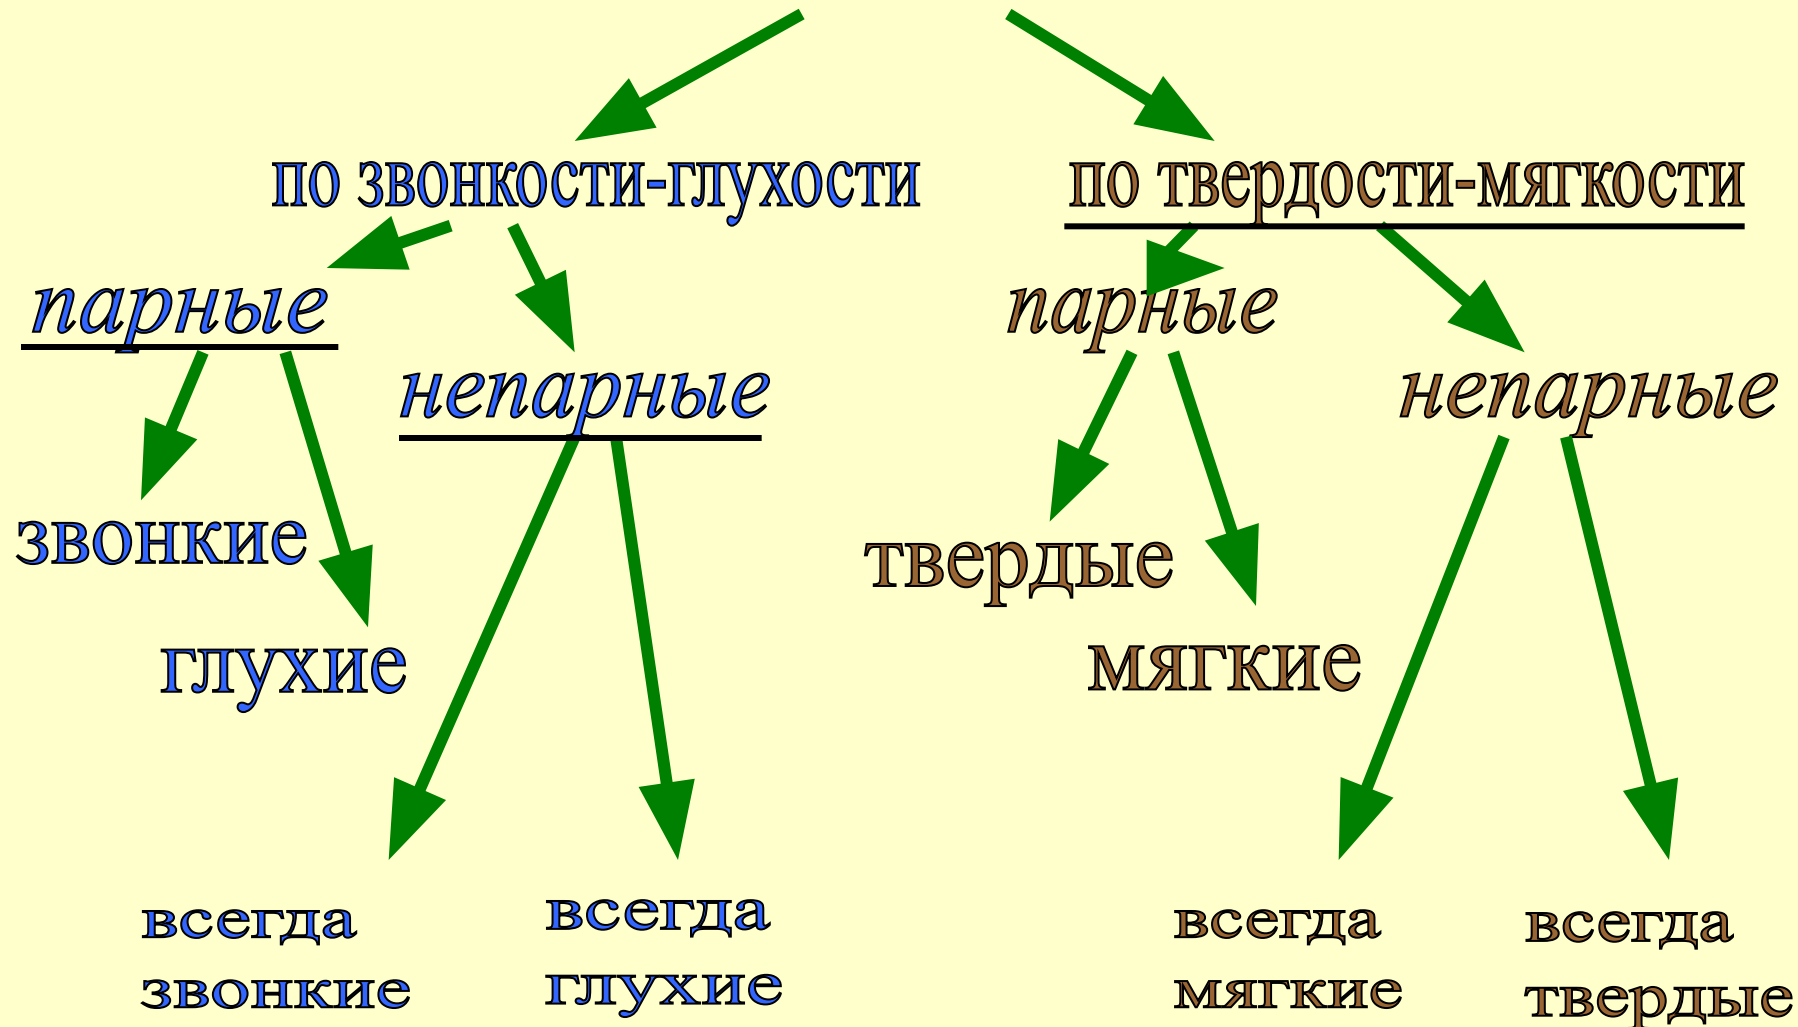 по звонкости-глухости
по твердости-мягкости
парные
непарные
звонкие
глухие
всегда
звонкие
всегда
глухие
парные
непарные
твердые
мягкие
всегда
мягкие
всегда
твердые